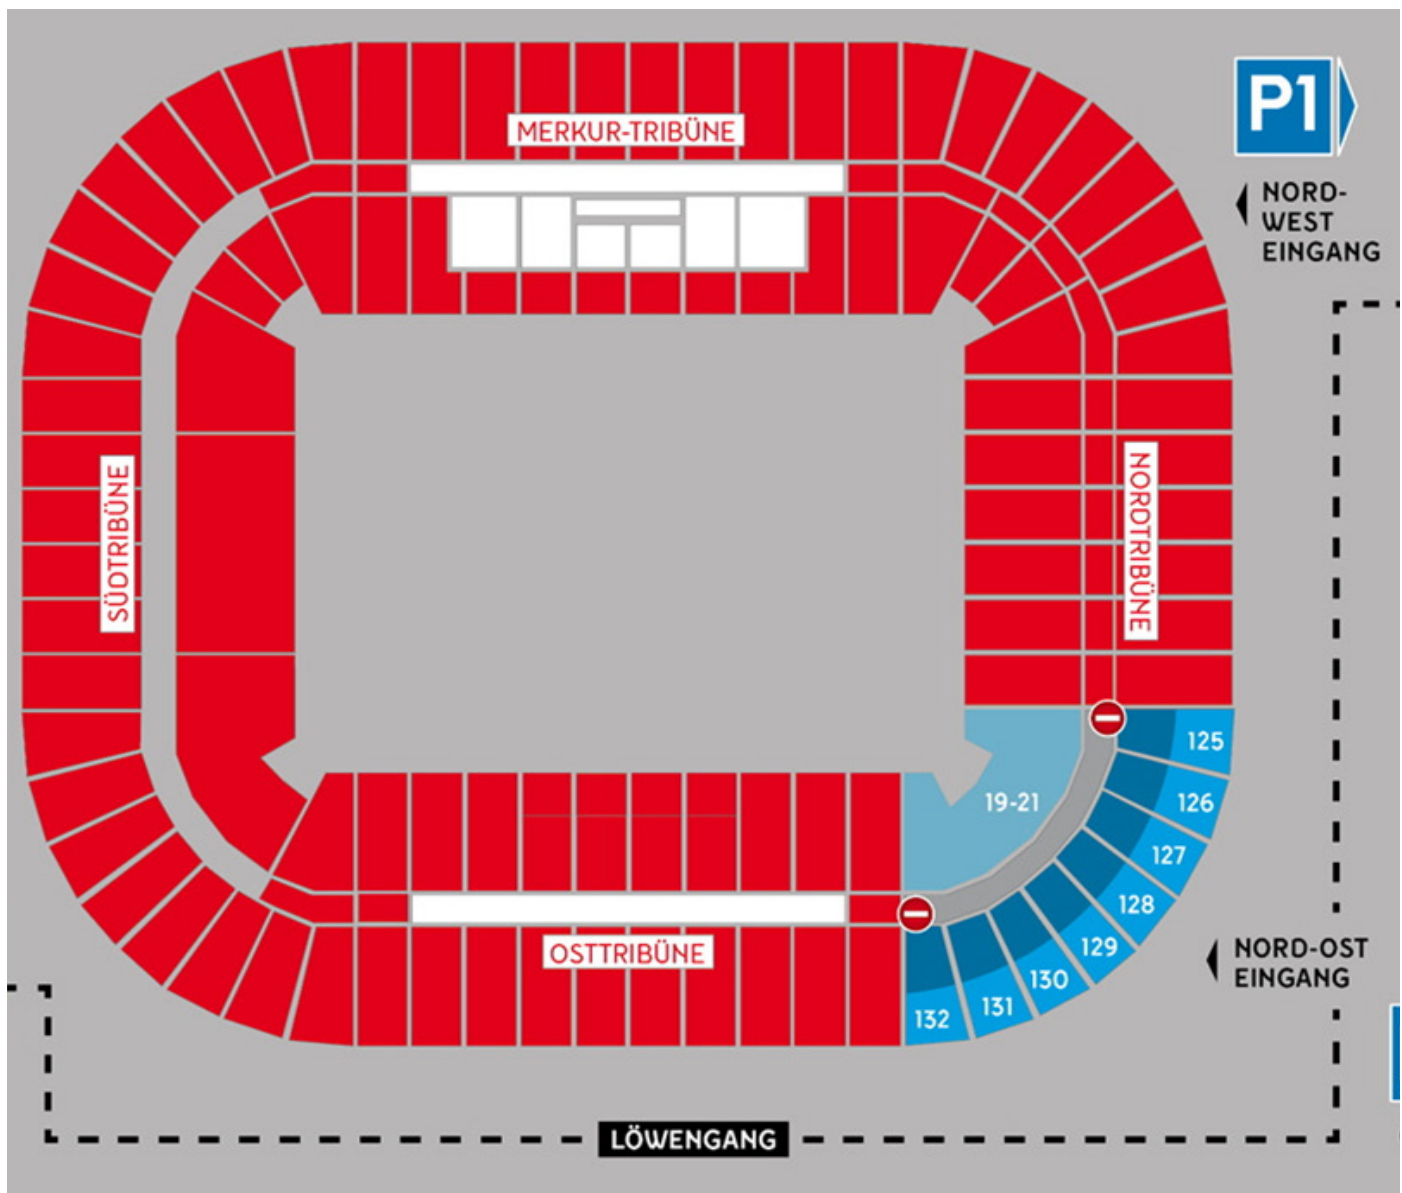 P1
MERKUR-TRIBÜNE
NORD-
WEST
EINGANG
SÜOTRIBÜNE
NORDTRIBÜNE
125
19-21
126
127
128
129
NORD-OST
EINGANG
OSTTRIBÜNE
130
131
132
LÖWENGANG